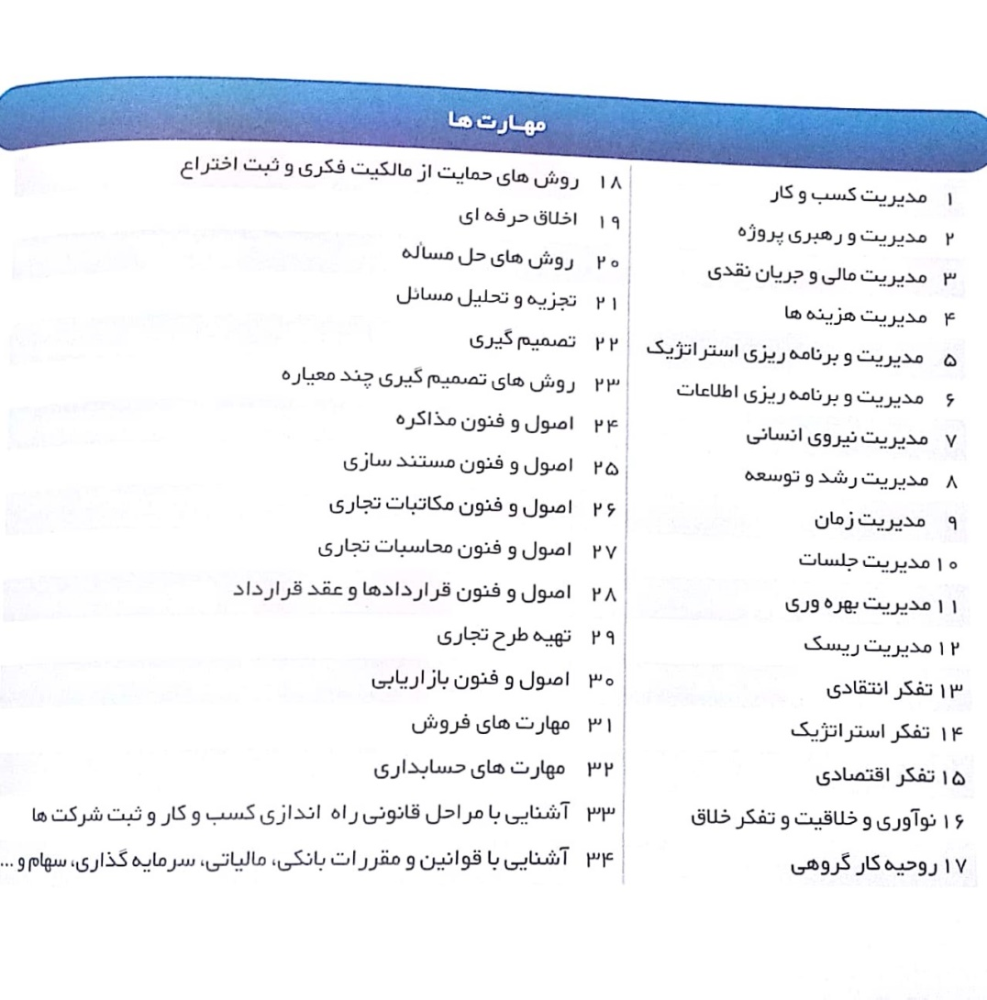 مهارت ها
۱ مدیریت کسب و کار
۲ مدیریت و رهبری پروژه
۳ مدیریت مالی و جریان نقدی
۴ مدیریت هزینه ها
۵ مدیریت و برنامه ریزی استراتژیک
۶ مدیریت و برنامه ریزی اطلاعات
۷ مدیریت نیروی انسانی
۸ مدیریت رشد و توسعه
۹ مدیریت زمان
۱۰ مدیریت جلسات
۱۱ مدیریت بهره وری
۱۲ مدیریت ریسک
۱۳ تفکر انتقادی
۱۴ تفکر استراتژیک
۱۵ تفکر اقتصادی
۱۶ نوآوری و خلاقیت و تفکر خلاق
۱۷ روحیه کار گروهی
۱۸ روش های حمایت از مالکیت فکری و ثبت اختراع
۱۹ اخلاق حرفه ای
۲۰ روش های حل مسأله
۲۱ تجزیه و تحلیل مسائل
۲۲ تصمیم گیری
۲۳ روش های تصمیم گیری چند معیاره
۲۴ اصول و فنون مذاکره
۲۵ اصول و فنون مستند سازی
۲۶ اصول و فنون مکاتبات تجاری
۲۷ اصول و فنون محاسبات تجاری
۲۸ اصول و فنون قراردادها و عقد قرارداد
۲۹ تهیه طرح تجاری
۳۰ اصول و فنون بازاریابی
۳۱ مهارت های فروش
۳۲ مهارت های حسابداری
۳۳ آشنایی با مراحل قانونی راه اندازی کسب و کار و ثبت شرکت ها
۳۴ آشنایی با قوانین و مقررات بانکی، مالیاتی، سرمایه گذاری، سهام و ...